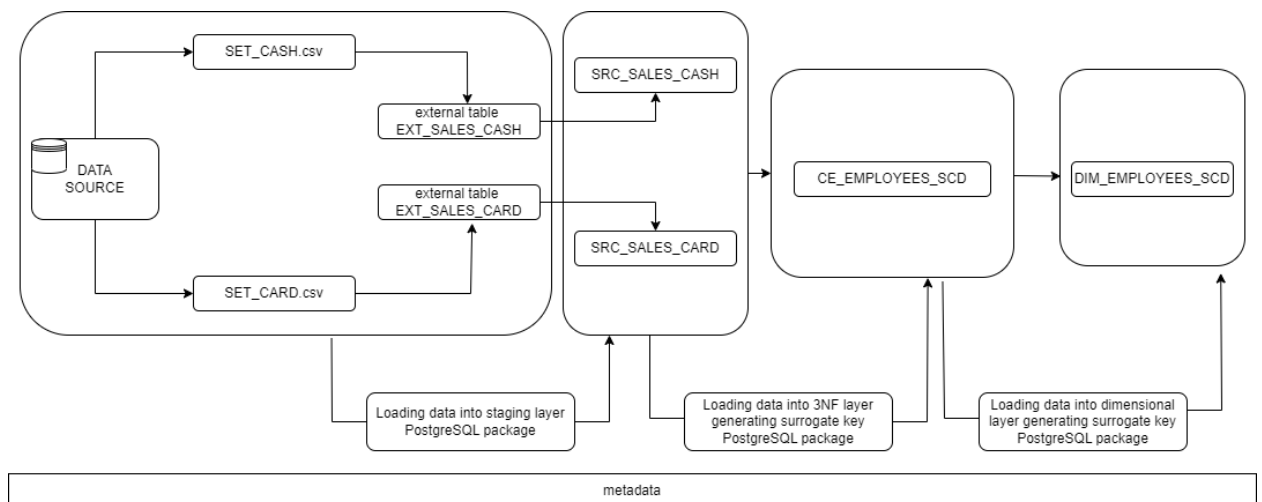 SET_CASH.csv
external table
EXT_SALES_CASH
DATA
SOURCE
external table
EXT_SALES_CARD
SET_CARD.csv
SRC_SALES_CASH
SRC_SALES_CARD
CE_EMPLOYEES_SCD
DIM_EMPLOYEES_SCD
Loading data into staging layer
PostgreSQL package
Loading data into 3NF layer
generating surrogate key
PostgreSQL package
Loading data into dimensional
layer generating surrogate key
PostgreSQL package
metadata